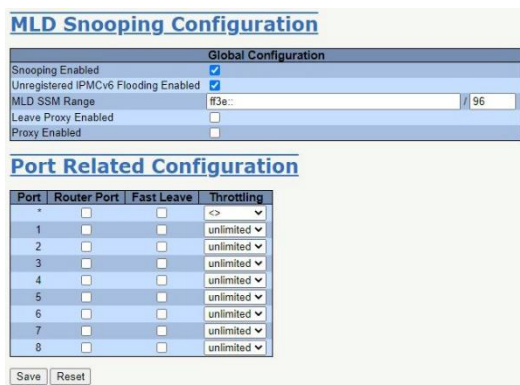 MLD Snooping Configuration
Global Configuration
Snooping Enabled
Unregistered IPMCv6 Flooding Enabled
MLD SSM Range ff3e:: / 96
Leave Proxy Enabled
Proxy Enabled
Port Related Configuration
Port Router Port Fast Leave Throttling
* <>
1 unlimited
2 unlimited
3 unlimited
4 unlimited
5 unlimited
6 unlimited
7 unlimited
8 unlimited
Save Reset